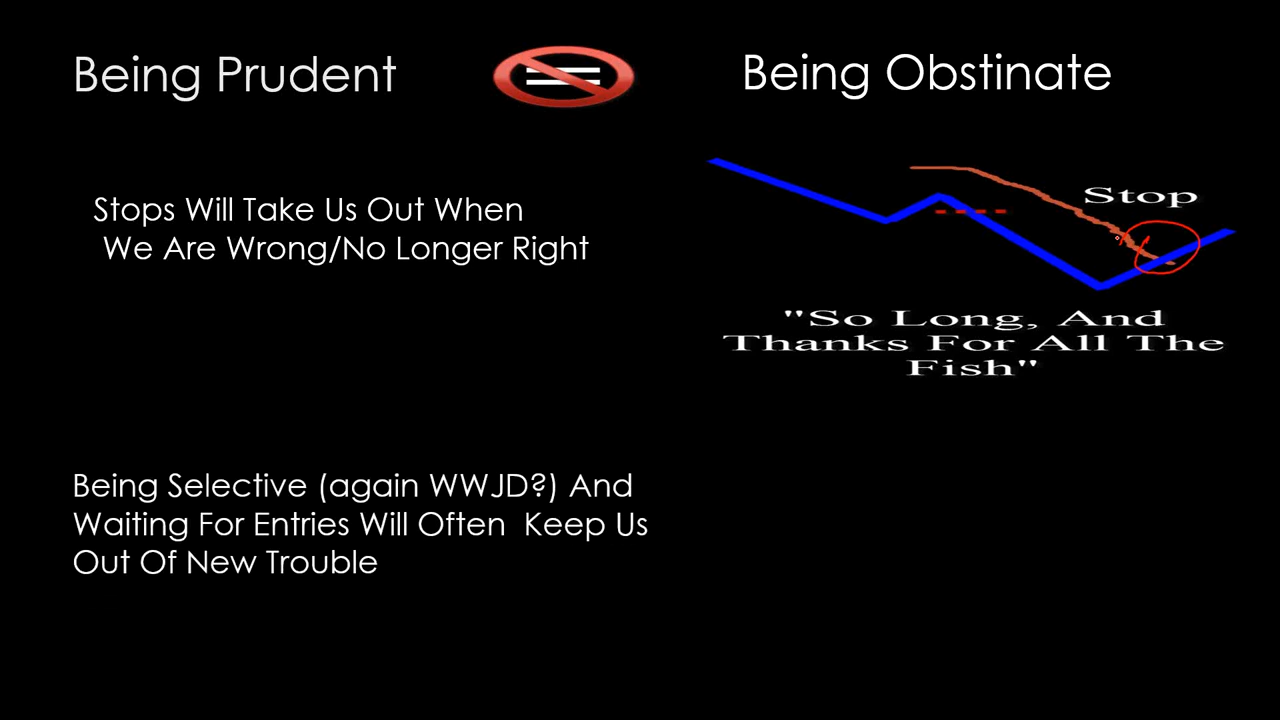 Being Prudent
Being Obstinate
Stops Will Take Us Out When
We Are Wrong/No Longer Right
Stop
"So Long, And
Thanks For All The
Fish"
Being Selective (again WWJD?) And
Waiting For Entries Will Often  Keep Us
Out Of New Trouble